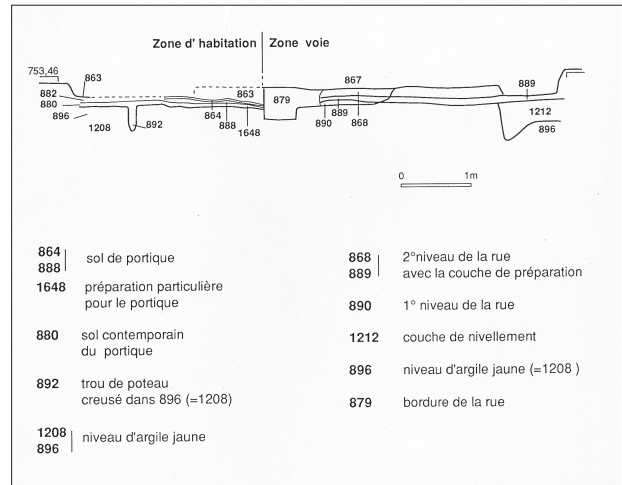 Zone d' habitation Zone voie
753,46
863
867
882
863
879
889
880
1212
896
1208
892
864
888
1648
890
889
868
896
0 1m
864
888
sol de portique
1648 préparation particulière
pour le portique
880 sol contemporain
du portique
892 trou de poteau
creusé dans 896 (=1208)
1208
896
niveau d'argile jaune
868 2°niveau de la rue
889 avec la couche de préparation
890 1° niveau de la rue
1212 couche de nivellement
896 niveau d'argile jaune (=1208 )
879 bordure de la rue